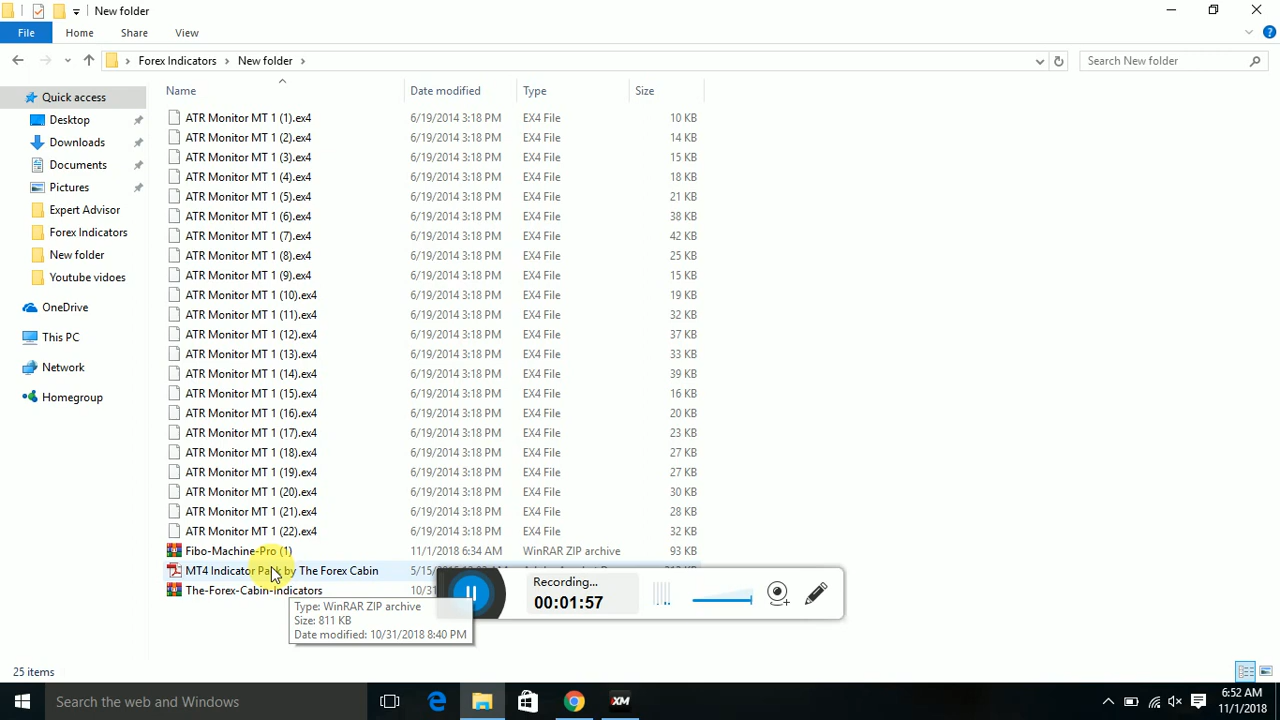 New folder
File Home Share View
Forex Indicators New folder
Search New folder
Name Date modified Type Size
Quick access
Desktop
Downloads
Documents
Pictures
Expert Advisor
Forex Indicators
New folder
Youtube vidoes
OneDrive
This PC
Network
Homegroup
ATR Monitor MT 1 (1).ex4 6/19/2014 3:18 PM EX4 File 10 KB
ATR Monitor MT 1 (2).ex4 6/19/2014 3:18 PM EX4 File 14 KB
ATR Monitor MT 1 (3).ex4 6/19/2014 3:18 PM EX4 File 15 KB
ATR Monitor MT 1 (4).ex4 6/19/2014 3:18 PM EX4 File 18 KB
ATR Monitor MT 1 (5).ex4 6/19/2014 3:18 PM EX4 File 21 KB
ATR Monitor MT 1 (6).ex4 6/19/2014 3:18 PM EX4 File 38 KB
ATR Monitor MT 1 (7).ex4 6/19/2014 3:18 PM EX4 File 42 KB
ATR Monitor MT 1 (8).ex4 6/19/2014 3:18 PM EX4 File 25 KB
ATR Monitor MT 1 (9).ex4 6/19/2014 3:18 PM EX4 File 15 KB
ATR Monitor MT 1 (10).ex4 6/19/2014 3:18 PM EX4 File 19 KB
ATR Monitor MT 1 (11).ex4 6/19/2014 3:18 PM EX4 File 32 KB
ATR Monitor MT 1 (12).ex4 6/19/2014 3:18 PM EX4 File 37 KB
ATR Monitor MT 1 (13).ex4 6/19/2014 3:18 PM EX4 File 33 KB
ATR Monitor MT 1 (14).ex4 6/19/2014 3:18 PM EX4 File 39 KB
ATR Monitor MT 1 (15).ex4 6/19/2014 3:18 PM EX4 File 16 KB
ATR Monitor MT 1 (16).ex4 6/19/2014 3:18 PM EX4 File 20 KB
ATR Monitor MT 1 (17).ex4 6/19/2014 3:18 PM EX4 File 23 KB
ATR Monitor MT 1 (18).ex4 6/19/2014 3:18 PM EX4 File 27 KB
ATR Monitor MT 1 (19).ex4 6/19/2014 3:18 PM EX4 File 27 KB
ATR Monitor MT 1 (20).ex4 6/19/2014 3:18 PM EX4 File 30 KB
ATR Monitor MT 1 (21).ex4 6/19/2014 3:18 PM EX4 File 28 KB
ATR Monitor MT 1 (22).ex4 6/19/2014 3:18 PM EX4 File 32 KB
Fibo-Machine-Pro (1) 11/1/2018 6:34 AM WinRAR ZIP archive 93 KB
MT4 Indicator by The Forex Cabin
The-Forex-Cabin-Indicators
Type: WinRAR ZIP archive
Size: 811 KB
Date modified: 10/31/2018 8:40 PM
Recording...
00:01:57
25 items
Search the web and Windows
XM
6:52 AM
11/1/2018